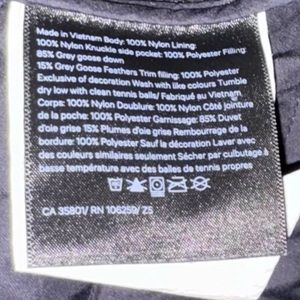 Made in Vietnam Body: 100% Nylon Lining:
100% Nylon Knuckle side pocket: 100% Polyester Filling:
85% Grey goose down
15% Grey Goose Feathers Trim filling: 100% Polyester
Exclusive of decoration Wash with like colours Tumble
dry low with clean tennis balls/ Fabriqué au Vietnam
Corps: 100% Nylon Doublure: 100% Nylon Côté jointure
de la poche: 100% Polyester Garnissage: 85% Duvet
d'oie grise 15% Plumes d'oie grise Rembourrage de la
bordure: 100% Polyester Sauf la décoration Laver avec
des couleurs similaires seulement Sécher par culbutage à
basse température avec des balles de tennis propres
CA 35801/ RN 106259/ ZS